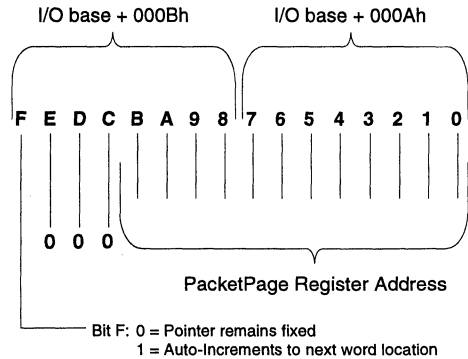 I/O base + 000Bh I/O base + 000Ah
F E D C B A 9 8 7 6 5 4 3 2 1 0
0 0 0
PacketPage Register Address
Bit F: 0 = Pointer remains fixed
1 = Auto-Increments to next word location